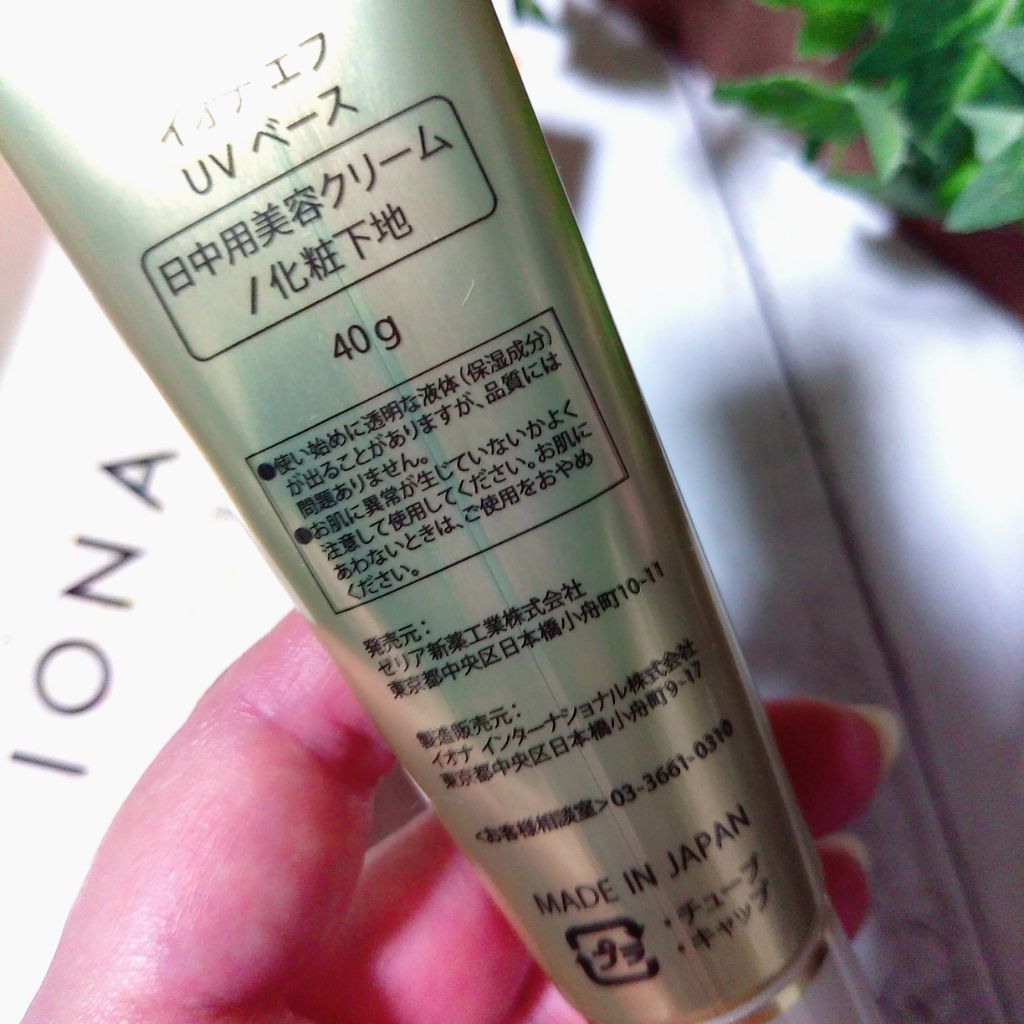 イオナ エフ
UV ベース
日中用美容クリーム
/化粧下地
40g
●使い始めに透明な液体(保湿成分)
が出ることがありますが、品質には
問題ありません。
●お肌に異常が生じていないかよく
注意して使用してください。お肌に
あわないときは、ご使用をおやめ
ください。
発売元:
ゼリア新薬工業株式会社
東京都中央区日本橋小舟町10-11
製造販売元:
イオナ インターナショナル株式会社
東京都中央区日本橋小舟町9-17
<お客様相談室>03-3661-0310
MADE IN JAPAN
プラ
・チューブ
・キャップ
IONA